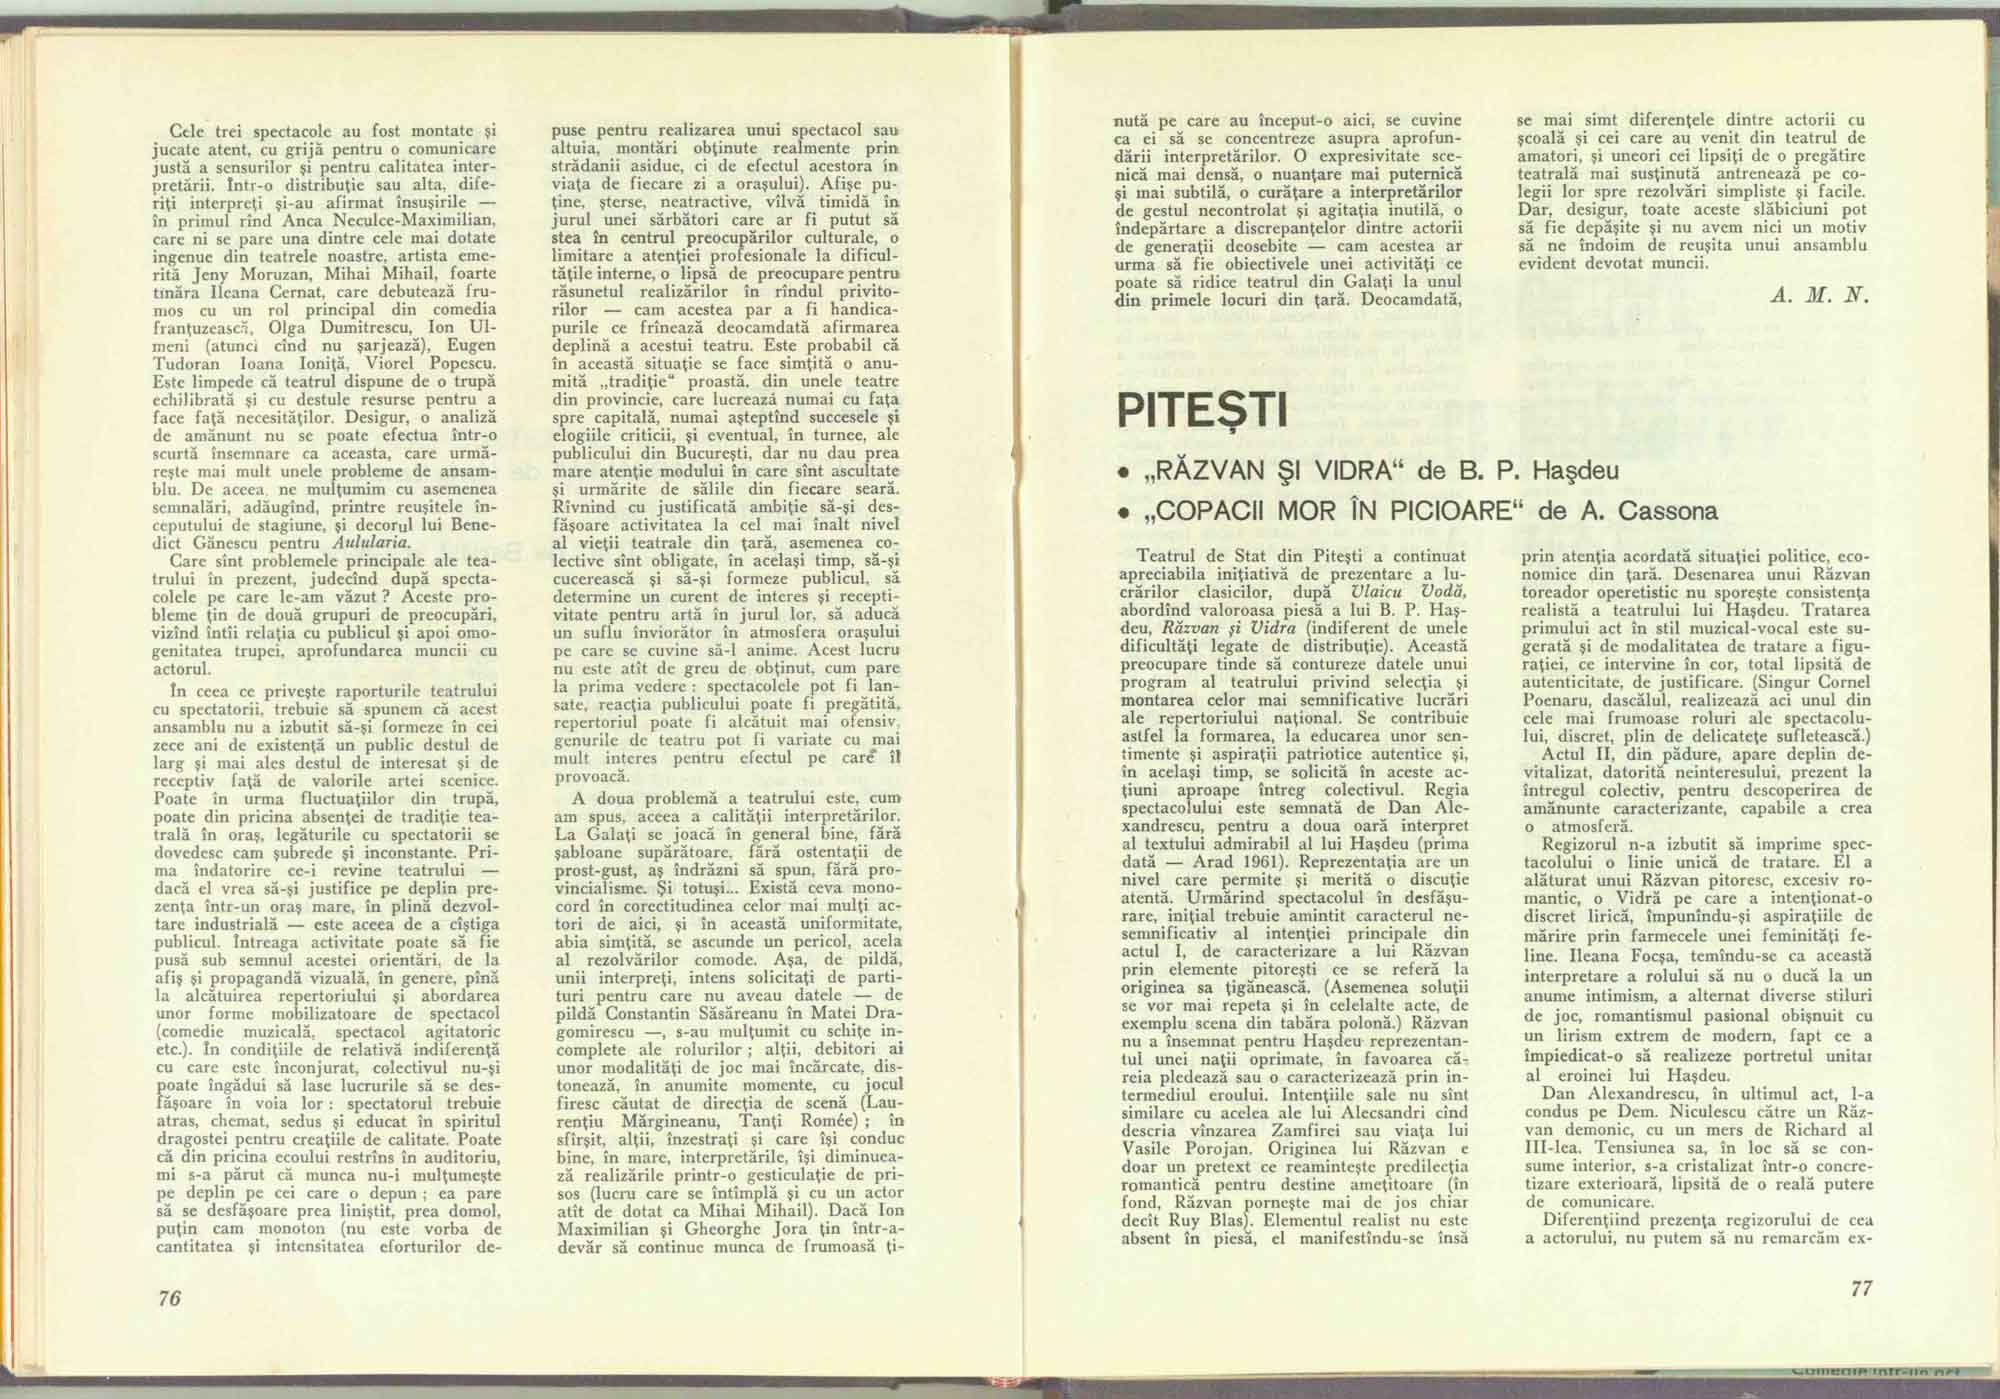 Cele trei spectacole au fost montate și
jucate atent, cu grijă pentru o comunicare
justă a sensurilor și pentru calitatea inter-
pretării. Într-o distribuție sau alta, dife-
riți interpreți și-au afirmat însușirile —
în primul rînd Anca Neculce-Maximilian,
care ni se pare una dintre cele mai dotate
ingenue din teatrele noastre, artista eme-
rită Jeny Moruzan, Mihai Mihail, foarte
tînăra Ileana Cernat, care debutează fru-
mos cu un rol principal din comedia
franțuzească, Olga Dumitrescu, Ion Ul-
meni (atunci cînd nu șarjează), Eugen
Tudoran Ioana Ioniță, Viorel Popescu.
Este limpede că teatrul dispune de o trupă
echilibrată și cu destule resurse pentru a
face față necesităților. Desigur, o analiză
de amănunt nu se poate efectua într-o
scurtă însemnare ca aceasta, care urmă-
rește mai mult unele probleme de ansam-
blu. De aceea, ne mulțumim cu asemenea
semnalări, adăugînd, printre reușitele în-
ceputului de stagiune, și decorul lui Bene-
dict Gănescu pentru Aulularia.
Care sînt problemele principale ale tea-
trului în prezent, judecînd după specta-
colele pe care le-am văzut ? Aceste pro-
bleme țin de două grupuri de preocupări,
vizînd întîi relația cu publicul și apoi omo-
genitatea trupei, aprofundarea muncii cu
actorul.
În ceea ce privește raporturile teatrului
cu spectatorii, trebuie să spunem că acest
ansamblu nu a izbutit să-și formeze în cei
zece ani de existență un public destul de
larg și mai ales destul de interesat și de
receptiv față de valorile artei scenice.
Poate în urma fluctuațiilor din trupă,
poate din pricina absenței de tradiție tea-
trală în oraș, legăturile cu spectatorii se
dovedesc cam șubrede și inconstante. Pri-
ma îndatorire ce-i revine teatrului —
dacă el vrea să-și justifice pe deplin pre-
zența într-un oraș mare, în plină dezvol-
tare industrială — este aceea de a cîștiga
publicul. Întreaga activitate poate să fie
pusă sub semnul acestei orientări, de la
afiș și propagandă vizuală, în genere, pînă
la alcătuirea repertoriului și abordarea
unor forme mobilizatoare de spectacol
(comedie muzicală, spectacol agitatoric
etc.). În condițiile de relativă indiferență
cu care este înconjurat, colectivul nu-și
poate îngădui să lase lucrurile să se des-
fășoare în voia lor : spectatorul trebuie
atras, chemat, sedus și educat în spiritul
dragostei pentru creațiile de calitate. Poate
că din pricina ecoului restrîns în auditoriu,
mi s-a părut că munca nu-i mulțumește
pe deplin pe cei care o depun ; ea pare
să se desfășoare prea liniștit, prea domol,
puțin cam monoton (nu este vorba de
cantitatea și intensitatea eforturilor de-
puse pentru realizarea unui spectacol sau
altuia, montări obținute realmente prin
strădanii asidue, ci de efectul acestora în
viața de fiecare zi a orașului). Afișe pu-
ține, șterse, neatractive, vîlvă timidă în
jurul unei sărbători care ar fi putut să
stea în centrul preocupărilor culturale, o
limitare a atenției profesionale la dificul-
tățile interne, o lipsă de preocupare pentru
răsunetul realizărilor în rîndul privito-
rilor — cam acestea par a fi handica-
purile ce frînează deocamdată afirmarea
deplină a acestui teatru. Este probabil că
în această situație se face simțită o anu-
mită „tradiție“ proastă, din unele teatre
din provincie, care lucrează numai cu fața
spre capitală, numai așteptînd succesele și
elogiile criticii, și eventual, în turnee, ale
publicului din București, dar nu dau prea
mare atenție modului în care sînt ascultate
și urmărite de sălile din fiecare seară.
Rîvnind cu justificată ambiție să-și des-
fășoare activitatea la cel mai înalt nivel
al vieții teatrale din țară, asemenea co-
lective sînt obligate, în același timp, să-și
cucerească și să-și formeze publicul, să
determine un curent de interes și recepti-
vitate pentru artă în jurul lor, să aducă
un suflu înviorător în atmosfera orașului
pe care se cuvine să-l anime. Acest lucru
nu este atît de greu de obținut, cum pare
la prima vedere : spectacolele pot fi lan-
sate, reacția publicului poate fi pregătită,
repertoriul poate fi alcătuit mai ofensiv,
genurile de teatru pot fi variate cu mai
mult interes pentru efectul pe care îl
provoacă.
A doua problemă a teatrului este, cum
am spus, aceea a calității interpretărilor.
La Galați se joacă în general bine, fără
șabloane supărătoare, fără ostentații de
prost-gust, aș îndrăzni să spun, fără pro-
vincialisme. Și totuși... Există ceva mono-
cord în corectitudinea celor mai mulți ac-
tori de aici, și în această uniformitate,
abia simțită, se ascunde un pericol, acela
al rezolvărilor comode. Așa, de pildă,
unii interpreți, intens solicitați de parti-
turi pentru care nu aveau datele — de
pildă Constantin Săsăreanu în Matei Dra-
gomirescu —, s-au mulțumit cu schițe in-
complete ale rolurilor ; alții, debitori ai
unor modalități de joc mai încărcate, dis-
tonează, în anumite momente, cu jocul
firesc căutat de direcția de scenă (Lau-
rențiu Mărgineanu, Tanți Romée) ; în
sfîrșit, alții, înzestrați și care își conduc
bine, în mare, interpretările, își diminuea-
ză realizările printr-o gesticulație de pri-
sos (lucru care se întîmplă și cu un actor
atît de dotat ca Mihai Mihail). Dacă Ion
Maximilian și Gheorghe Jora țin într-a-
devăr să continue munca de frumoasă ți-
76
nută pe care au început-o aici, se cuvine
ca ei să se concentreze asupra aprofun-
dării interpretărilor. O expresivitate sce-
nică mai densă, o nuanțare mai puternică
și mai subtilă, o curățare a interpretărilor
de gestul necontrolat și agitația inutilă, o
îndepărtare a discrepanțelor dintre actorii
de generații deosebite — cam acestea ar
urma să fie obiectivele unei activități ce
poate să ridice teatrul din Galați la unul
din primele locuri din țară. Deocamdată,
se mai simt diferențele dintre actorii cu
școală și cei care au venit din teatrul de
amatori, și uneori cei lipsiți de o pregătire
teatrală mai susținută antrenează pe co-
legii lor spre rezolvări simpliste și facile.
Dar, desigur, toate aceste slăbiciuni pot
să fie depășite și nu avem nici un motiv
să ne îndoim de reușita unui ansamblu
evident devotat muncii.
A. M. N.
PITEȘTI
• „RĂZVAN ȘI VIDRA“ de B. P. Hașdeu
• „COPACII MOR ÎN PICIOARE“ de A. Cassona
Teatrul de Stat din Pitești a continuat
apreciabila inițiativă de prezentare a lu-
crărilor clasicilor, după Vlaicu Vodă,
abordînd valoroasa piesă a lui B. P. Haș-
deu, Răzvan și Vidra (indiferent de unele
dificultăți legate de distribuție). Această
preocupare tinde să contureze datele unui
program al teatrului privind selecția și
montarea celor mai semnificative lucrări
ale repertoriului național. Se contribuie
astfel la formarea, la educarea unor sen-
timente și aspirații patriotice autentice și,
în același timp, se solicită în aceste ac-
țiuni aproape întreg colectivul. Regia
spectacolului este semnată de Dan Ale-
xandrescu, pentru a doua oară interpret
al textului admirabil al lui Hașdeu (prima
dată — Arad 1961). Reprezentația are un
nivel care permite și merită o discuție
atentă. Urmărind spectacolul în desfășu-
rare, inițial trebuie amintit caracterul ne-
semnificativ al intenției principale din
actul I, de caracterizare a lui Răzvan
prin elemente pitorești ce se referă la
originea sa țigănească. (Asemenea soluții
se vor mai repeta și în celelalte acte, de
exemplu scena din tabăra polonă.) Răzvan
nu a însemnat pentru Hașdeu reprezentan-
tul unei nații oprimate, în favoarea că-
reia pledează sau o caracterizează prin in-
termediul eroului. Intențiile sale nu sînt
similare cu acelea ale lui Alecsandri cînd
descria vînzarea Zamfirei sau viața lui
Vasile Porojan. Originea lui Răzvan e
doar un pretext ce reamintește predilecția
romantică pentru destine amețitoare (în
fond, Răzvan pornește mai de jos chiar
decît Ruy Blas). Elementul realist nu este
absent în piesă, el manifestîndu-se însă
prin atenția acordată situației politice, eco-
nomice din țară. Desenarea unui Răzvan
toreador operetistic nu sporește consistența
realistă a teatrului lui Hașdeu. Tratarea
primului act în stil muzical-vocal este su-
gerată și de modalitatea de tratare a figu-
rației, ce intervine în cor, total lipsită de
autenticitate, de justificare. (Singur Cornel
Poenaru, dascălul, realizează aci unul din
cele mai frumoase roluri ale spectacolu-
lui, discret, plin de delicatețe sufletească.)
Actul II, din pădure, apare deplin de-
vitalizat, datorită neinteresului, prezent la
întregul colectiv, pentru descoperirea de
amănunte caracterizante, capabile a crea
o atmosferă.
Regizorul n-a izbutit să imprime spec-
tacolului o linie unică de tratare. El a
alăturat unui Răzvan pitoresc, excesiv ro-
mantic, o Vidră pe care a intenționat-o
discret lirică, împunîndu-și aspirațiile de
mărire prin farmecele unei feminități fe-
line. Ileana Focșa, temîndu-se ca această
interpretare a rolului să nu o ducă la un
anume intimism, a alternat diverse stiluri
de joc, romantismul pasional obișnuit cu
un lirism extrem de modern, fapt ce a
împiedicat-o să realizeze portretul unitar
al eroinei lui Hașdeu.
Dan Alexandrescu, în ultimul act, l-a
condus pe Dem. Niculescu către un Răz-
van demonic, cu un mers de Richard al
III-lea. Tensiunea sa, în loc să se con-
sume interior, s-a cristalizat într-o concre-
tizare exterioară, lipsită de o reală putere
de comunicare.
Diferențiind prezența regizorului de cea
a actorului, nu putem să nu remarcăm ex-
77